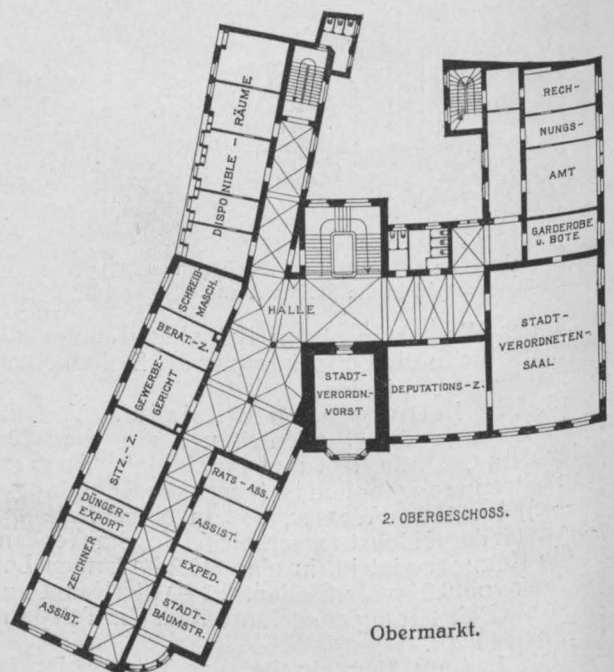 DISPONIBLE - RÄUME
RECH-
NUNGS-
AMT
GARDEROBE
u. BOTE
SCHREIB-
MASCH.
HALLE
STADT-
VERORDNETEN-
SAAL
BERAT.-Z.
GEWERBE-
GERICHT
STADT-
VERORDN.-
VORST
DEPUTATIONS-Z.
SITZ.-Z.
RATS-ASS.
DÜNGER-
EXPORT
ASSIST.
2. OBERGESCHOSS.
ZEICHNER
EXPED.
ASSIST.
STADT-
BAUMSTR.
Obermarkt.